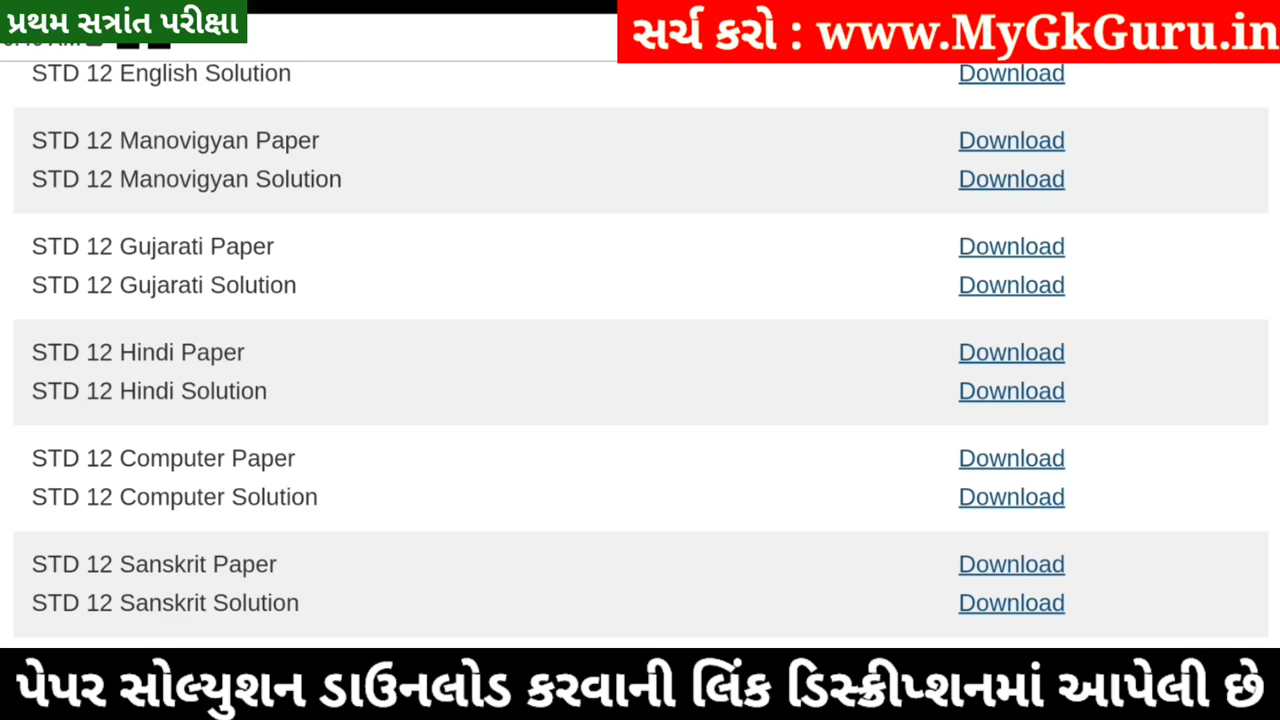 પ્રથમ સત્રાંત પરીક્ષા
સર્ચ કરો : www.MyGkGuru.in
STD 12 English Solution Download
STD 12 Manovigyan Paper Download
STD 12 Manovigyan Solution Download
STD 12 Gujarati Paper Download
STD 12 Gujarati Solution Download
STD 12 Hindi Paper Download
STD 12 Hindi Solution Download
STD 12 Computer Paper Download
STD 12 Computer Solution Download
STD 12 Sanskrit Paper Download
STD 12 Sanskrit Solution Download
પેપર સોલ્યુશન ડાઉનલોડ કરવાની લિંક ડિસ્ક્રીપ્શનમાં આપેલી છે